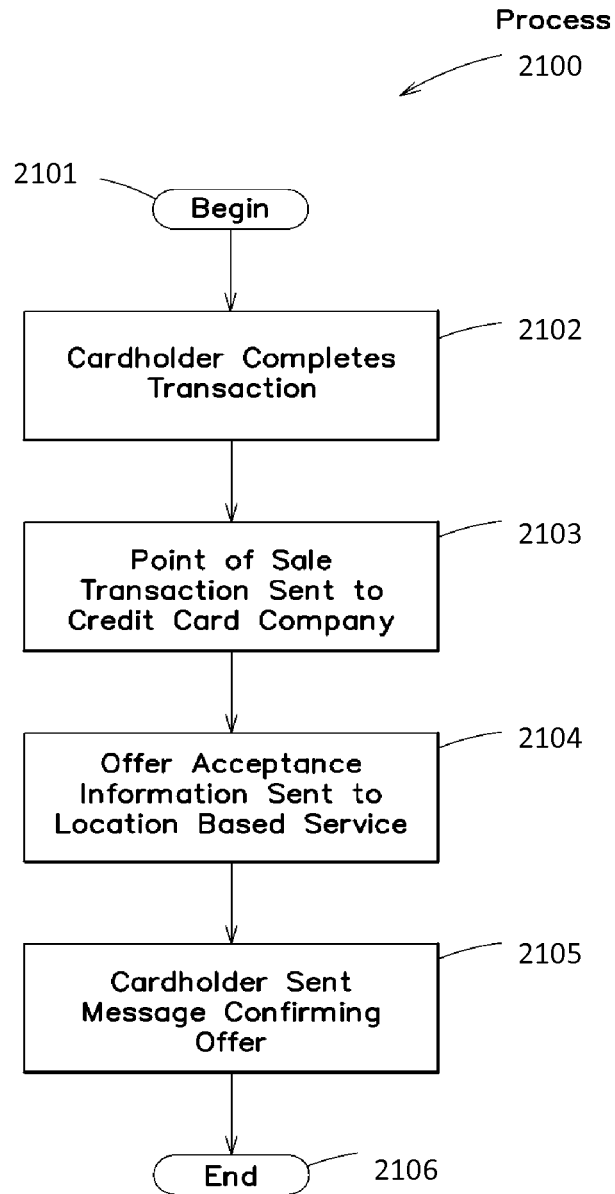 Process
2100
2101
Begin
2102
Cardholder Completes
Transaction
2103
Point of Sale
Transaction Sent to
Credit Card Company
2104
Offer Acceptance
Information Sent to
Location Based Service
2105
Cardholder Sent
Message Confirming
Offer
End
2106